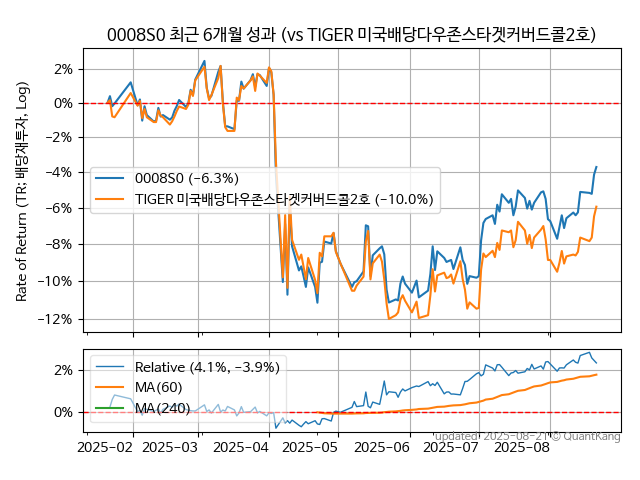 0008S0 최근 6개월 성과 (vs TIGER 미국배당다우존스타겟커버드콜2호)
Rate of Return (TR; 배당재투자, Log)
2%
0%
−2%
−4%
−6%
−8%
−10%
−12%
0008S0 (−6.3%)
TIGER 미국배당다우존스타겟커버드콜2호 (−10.0%)
2%
0%
Relative (4.1%, −3.9%)
MA(60)
MA(240)
updated: 2025-08-21 © QuantKang
2025-02 2025-03 2025-04 2025-05 2025-06 2025-07 2025-08